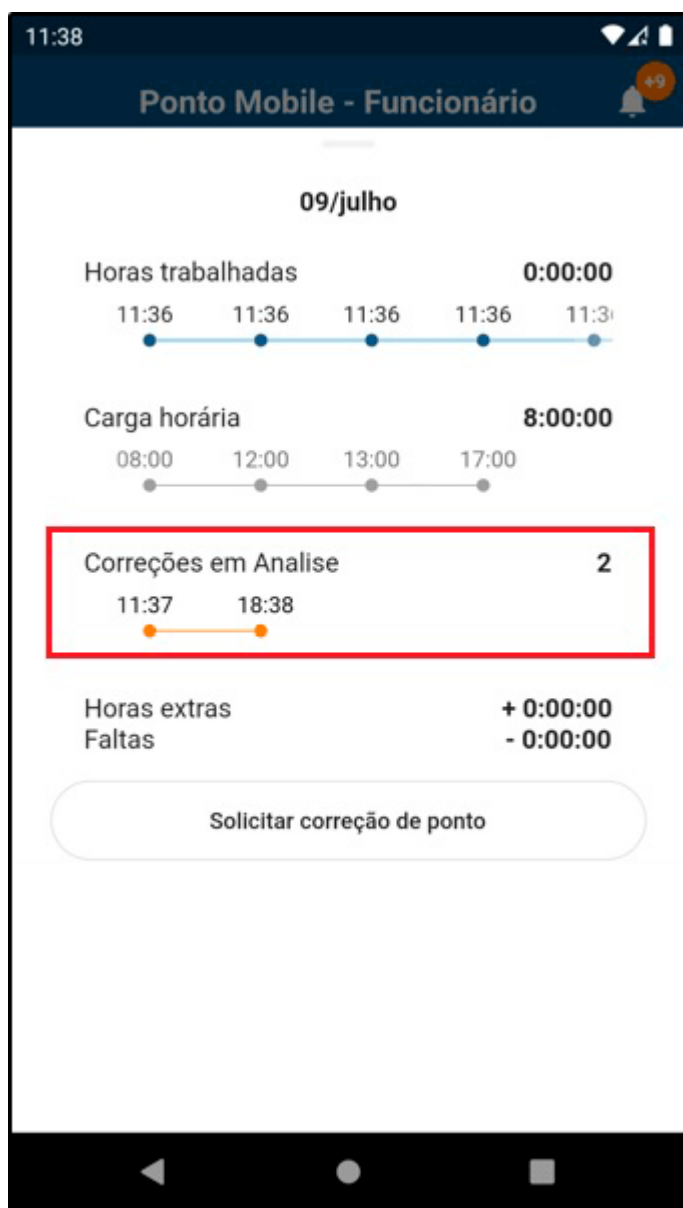 11:38
Ponto Mobile - Funcionário
+9
09/julho
Horas trabalhadas 0:00:00
11:36 11:36 11:36 11:36
Carga horária 8:00:00
08:00 12:00 13:00 17:00
Correções em Analise 2
11:37 18:38
Horas extras + 0:00:00
Faltas - 0:00:00
Solicitar correção de ponto